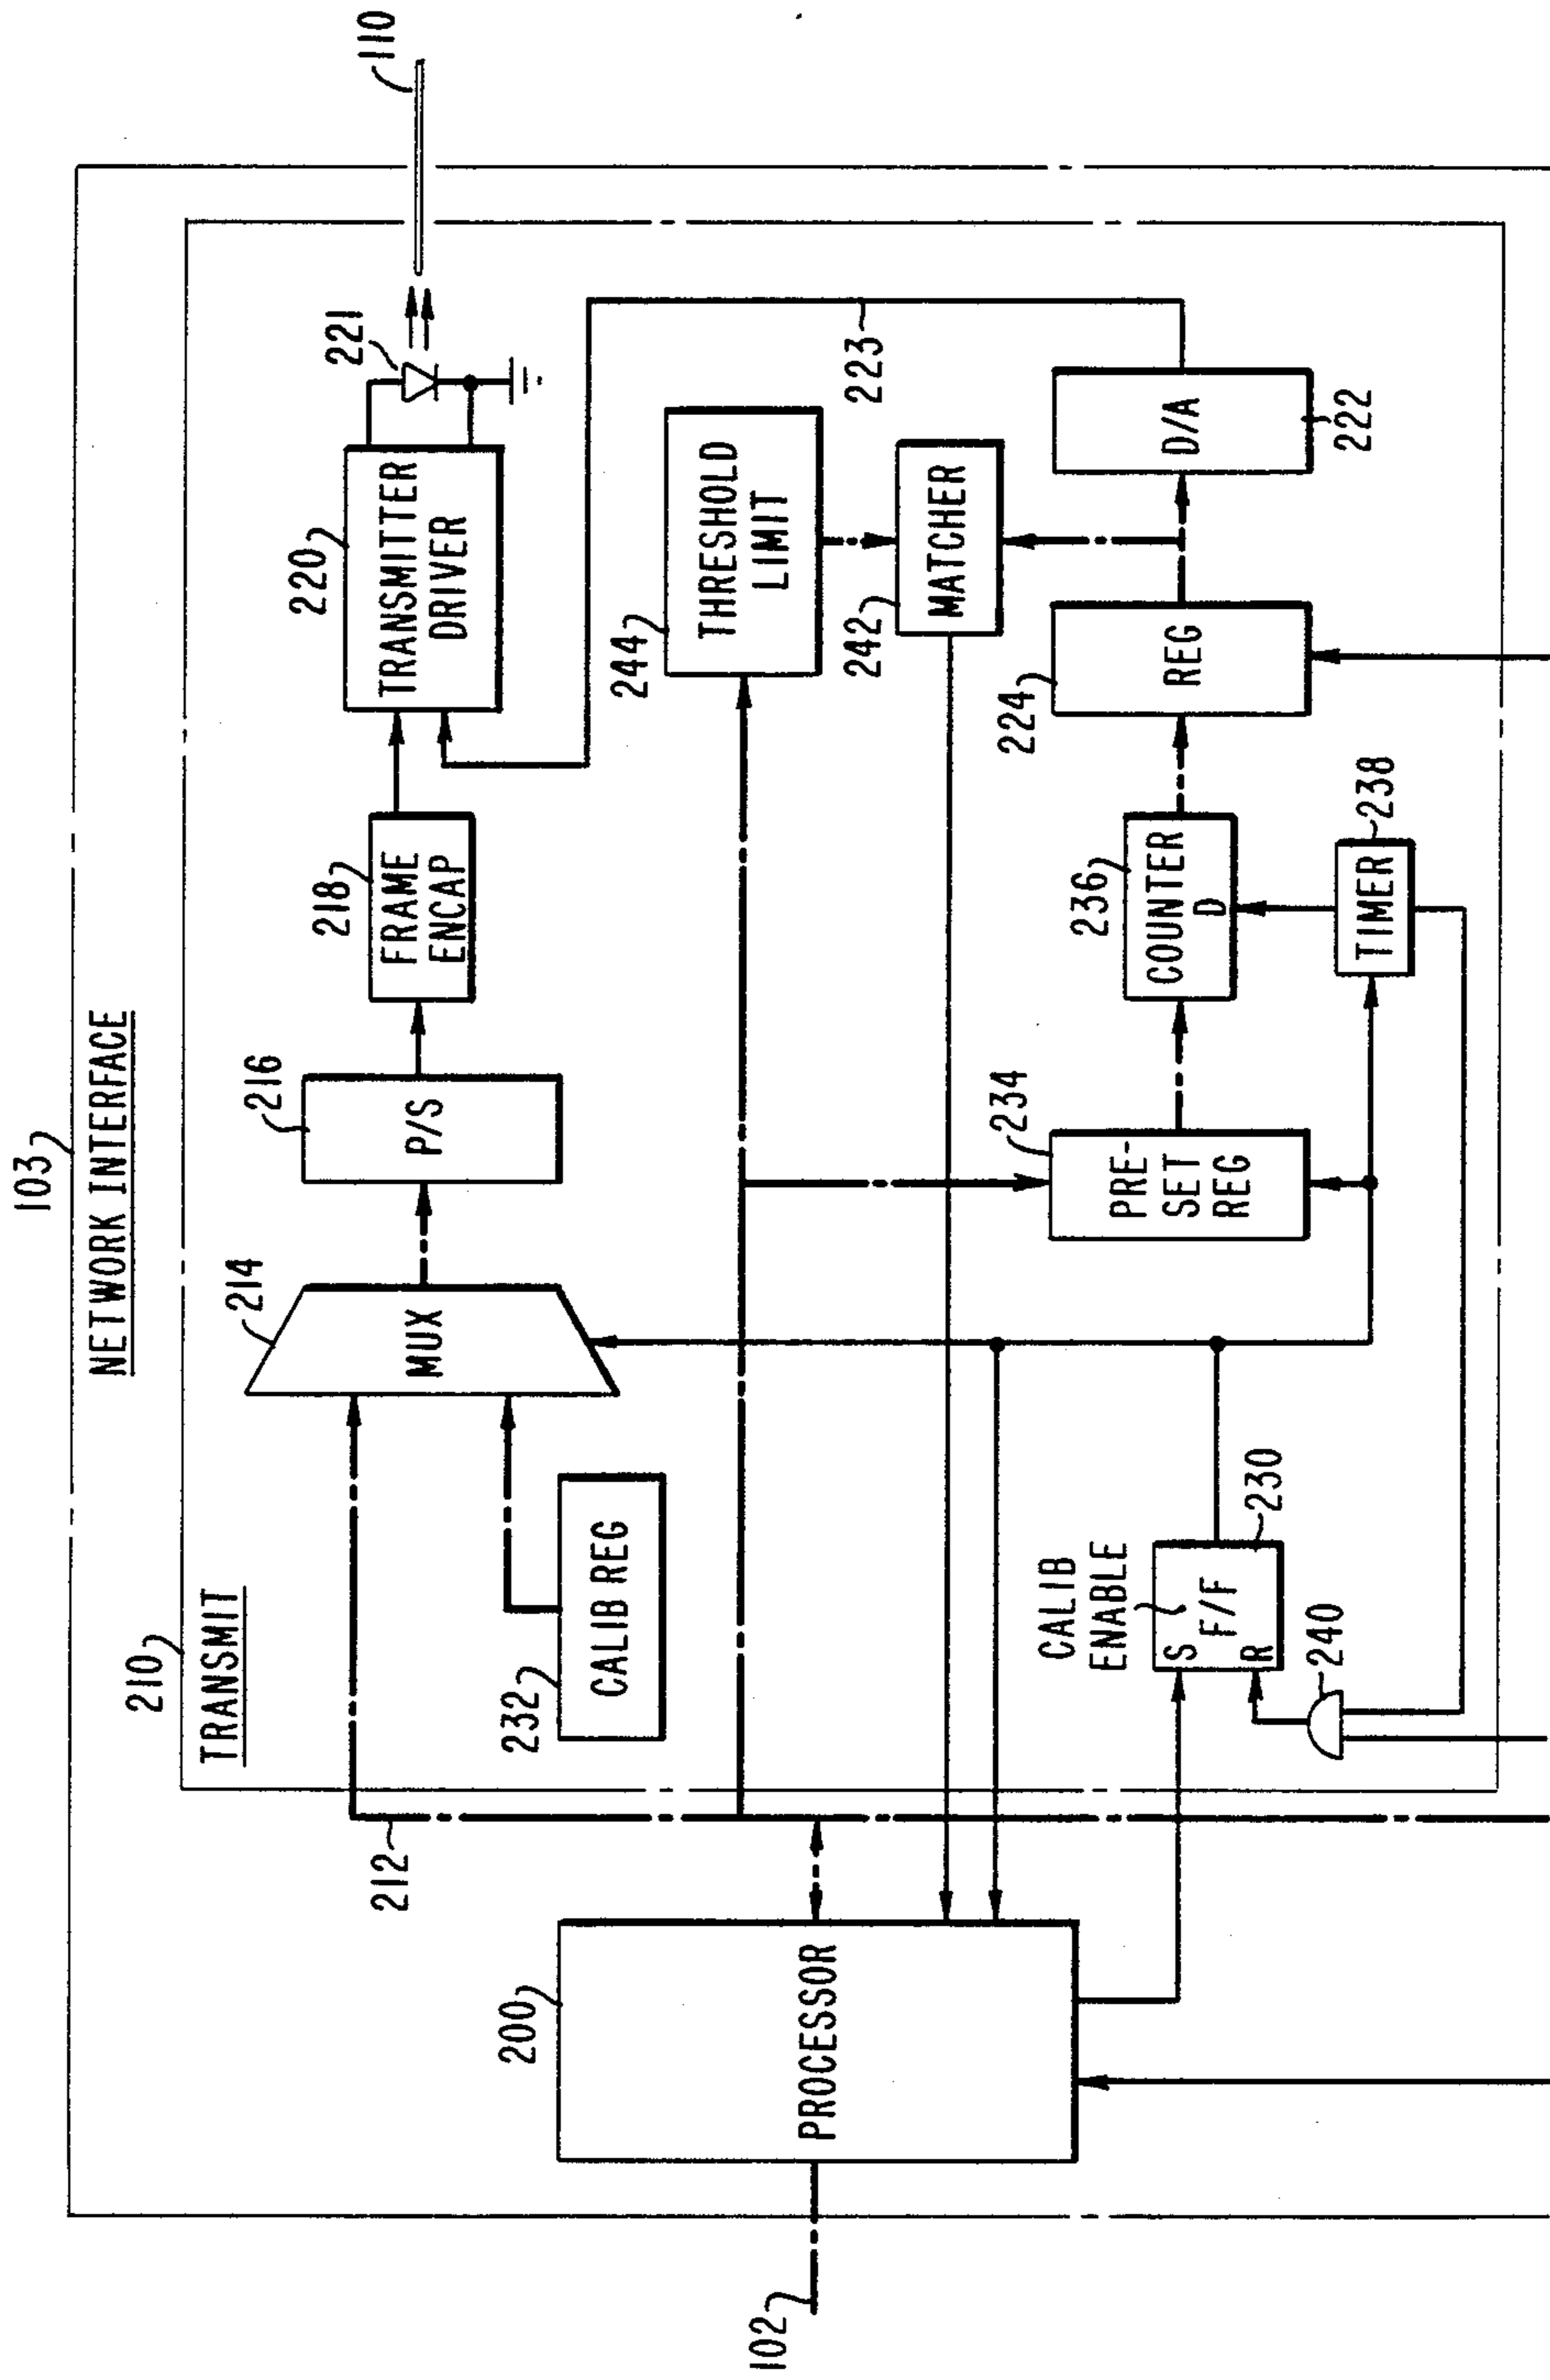 103
NETWORK INTERFACE
210
TRANSMIT
212
214
MUX
216
P/S
218
FRAME
ENCAP
220
TRANSMITTER
DRIVER
221
110
232
CALIB REG
244
THRESHOLD
LIMIT
223
242
MATCHER
200
PROCESSOR
102
CALIB
ENABLE
S
F/F
R
230
240
234
PRE-
SET
REG
236
COUNTER
D
TIMER
238
224
REG
D/A
222